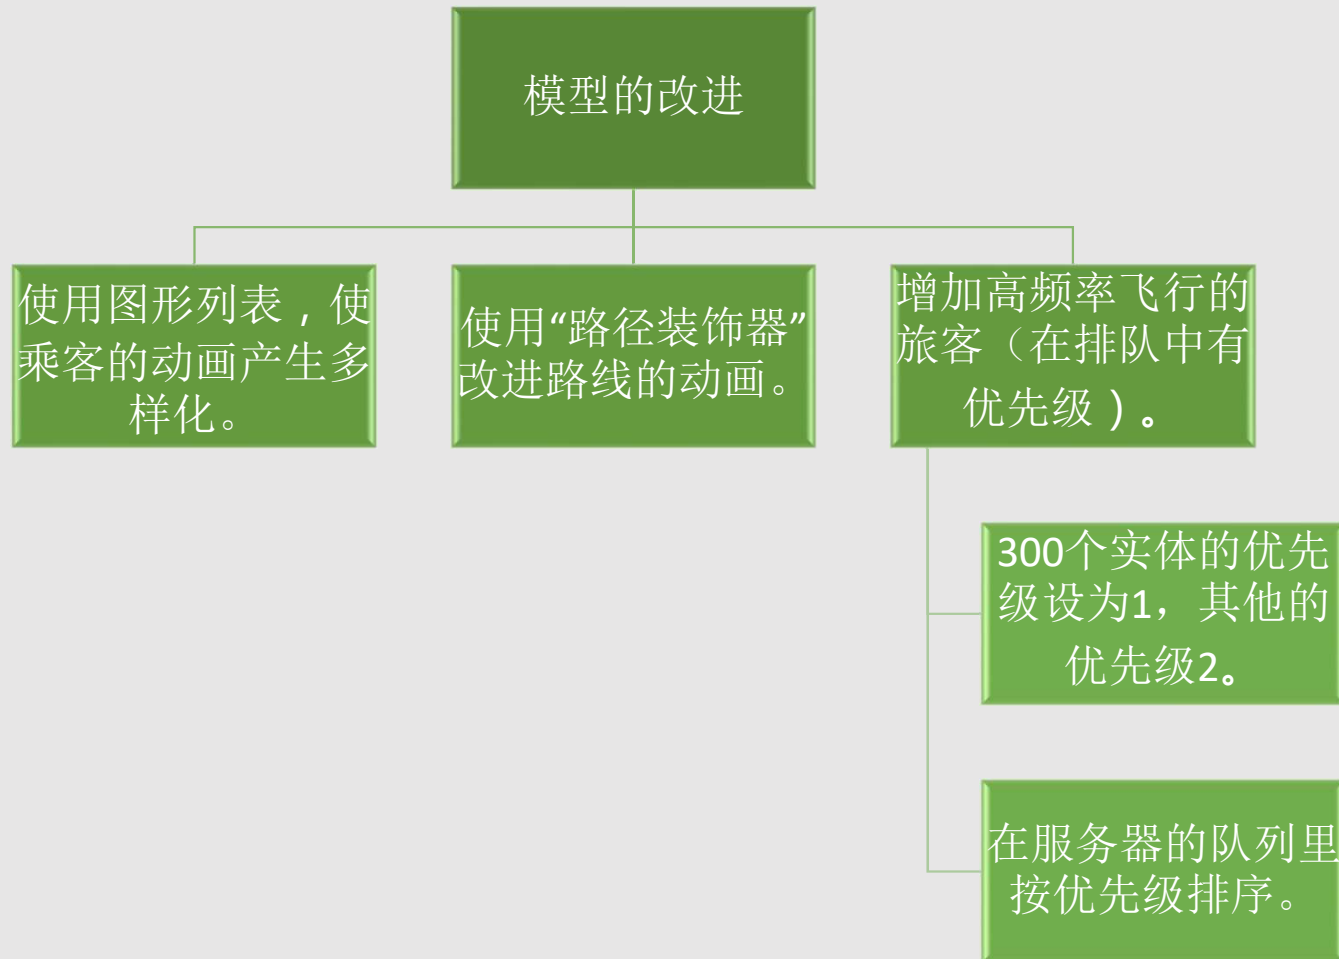 模型的改进
使用图形列表，使
乘客的动画产生多
样化。
使用“路径装饰器”
改进路线的动画。
增加高频率飞行的
旅客（在排队中有
优先级）。
300个实体的优先
级设为1，其他的
优先级2。
在服务器的队列里
按优先级排序。